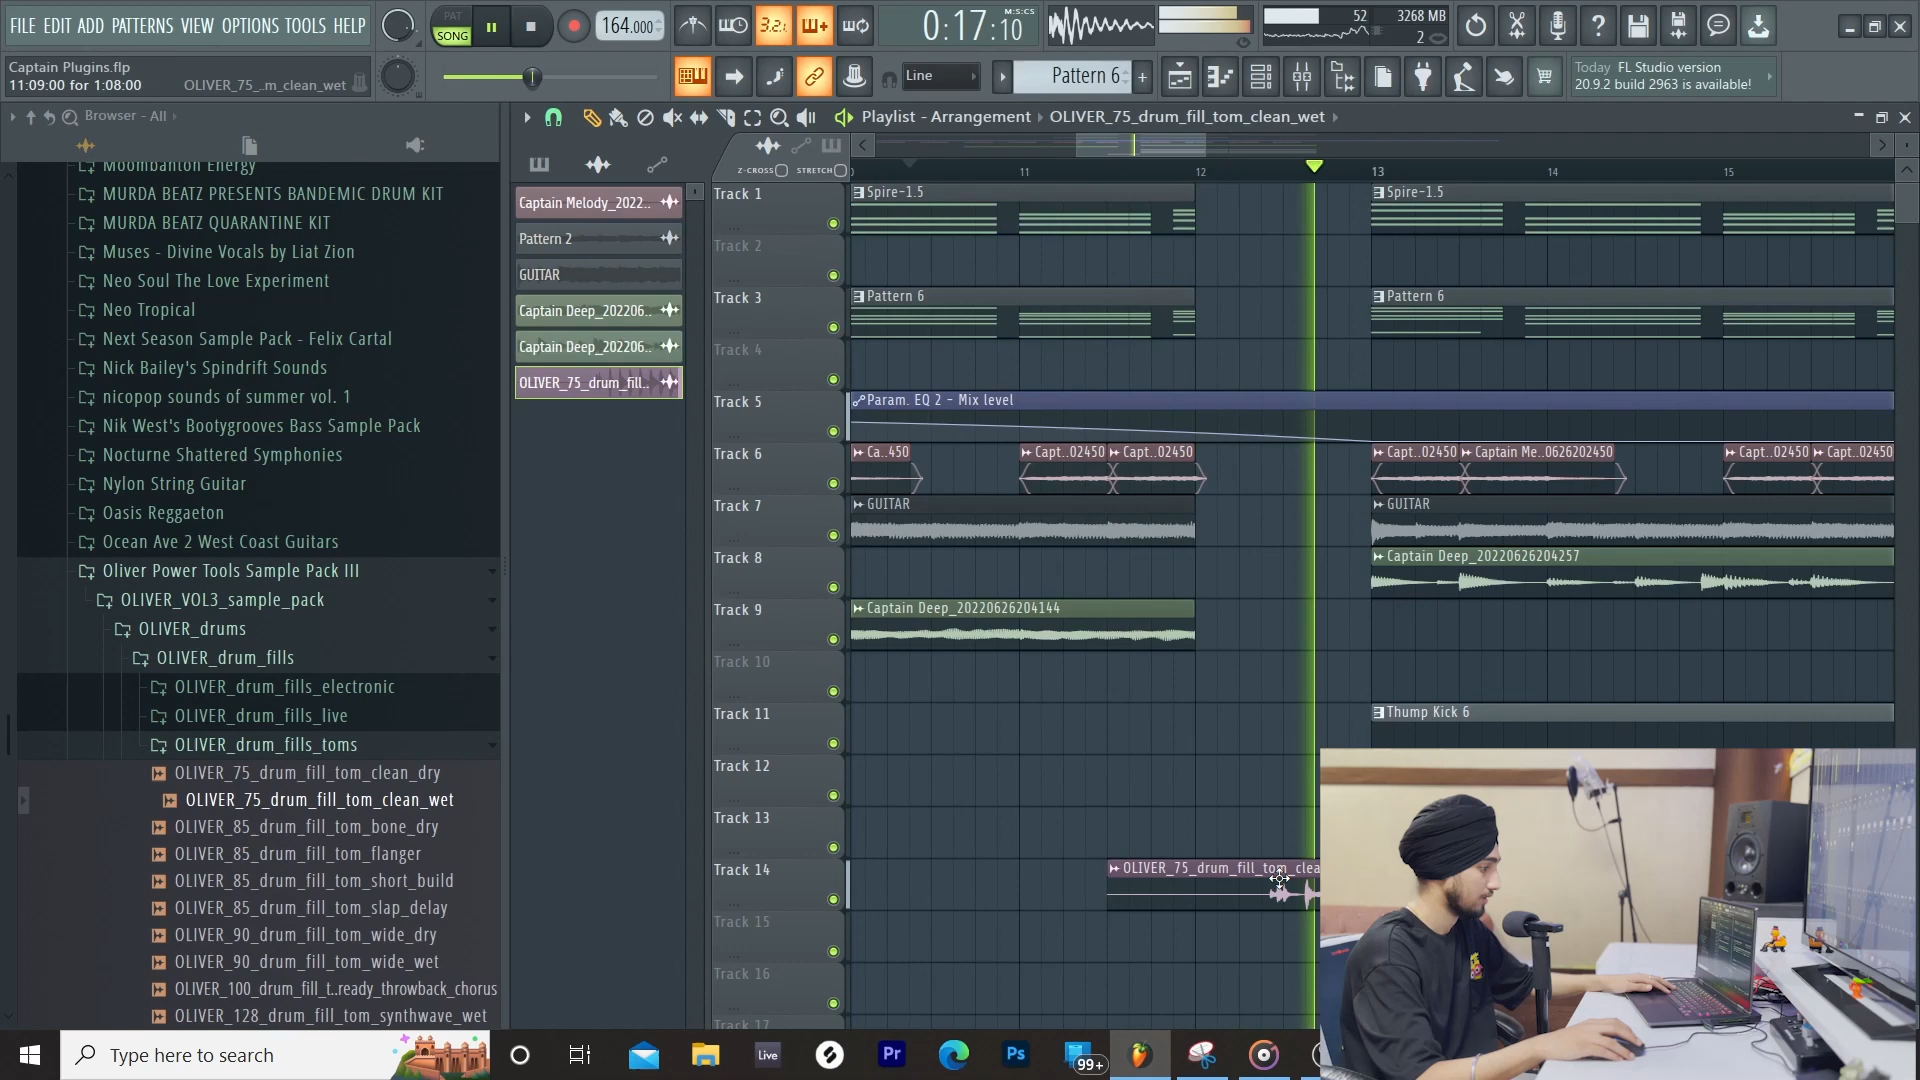 FILE EDIT ADD PATTERNS VIEW OPTIONS TOOLS HELP
PAT
SONG
164.000
3.2.1
M:S:CS
0:17:10
52
3268 MB
2
Captain Plugins.flp
11:09:00 for 1:08:00
OLIVER_75_.m_clean_wet
Line
Pattern 6
Today FL Studio version
20.9.2 build 2963 is available!
Browser - All
Playlist - Arrangement › OLIVER_75_drum_fill_tom_clean_wet
Z-CROSS
STRETCH
11
12
13
14
15
Moombahton Energy
MURDA BEATZ PRESENTS BANDEMIC DRUM KIT
MURDA BEATZ QUARANTINE KIT
Muses - Divine Vocals by Liat Zion
Neo Soul The Love Experiment
Neo Tropical
Next Season Sample Pack - Felix Cartal
Nick Bailey's Spindrift Sounds
nicopop sounds of summer vol. 1
Nik West's Bootygrooves Bass Sample Pack
Nocturne Shattered Symphonies
Nylon String Guitar
Oasis Reggaeton
Ocean Ave 2 West Coast Guitars
Oliver Power Tools Sample Pack III
OLIVER_VOL3_sample_pack
OLIVER_drums
OLIVER_drum_fills
OLIVER_drum_fills_electronic
OLIVER_drum_fills_live
OLIVER_drum_fills_toms
OLIVER_75_drum_fill_tom_clean_dry
OLIVER_75_drum_fill_tom_clean_wet
OLIVER_85_drum_fill_tom_bone_dry
OLIVER_85_drum_fill_tom_flanger
OLIVER_85_drum_fill_tom_short_build
OLIVER_85_drum_fill_tom_slap_delay
OLIVER_90_drum_fill_tom_wide_dry
OLIVER_90_drum_fill_tom_wide_wet
OLIVER_100_drum_fill_t..ready_throwback_chorus
OLIVER_128_drum_fill_tom_synthwave_wet
Captain Melody_2022..
Pattern 2
GUITAR
Captain Deep_202206..
Captain Deep_202206..
OLIVER_75_drum_fill..
Track 1
Spire-1.5
Spire-1.5
Track 2
Track 3
Pattern 6
Pattern 6
Track 4
Track 5
Param. EQ 2 - Mix level
Track 6
Ca..450
Capt..02450
Capt..02450
Capt..02450
Captain Me..0626202450
Capt..02450
Capt..02450
Track 7
GUITAR
GUITAR
Track 8
Captain Deep_20220626204257
Track 9
Captain Deep_20220626204144
Track 10
Track 11
Thump Kick 6
Track 12
Track 13
Track 14
OLIVER_75_drum_fill_tom_clea
Track 15
Track 16
Track 17
Type here to search
Live
Pr
Ps
99+